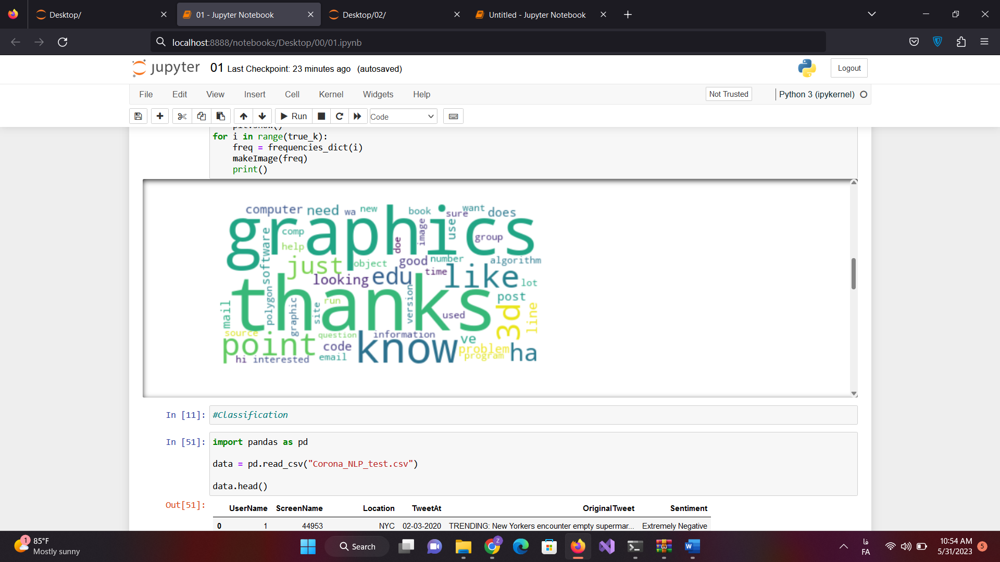 Desktop/
01 - Jupyter Notebook
Desktop/02/
Untitled - Jupyter Notebook
localhost:8888/notebooks/Desktop/00/01.ipynb
jupyter 01 Last Checkpoint: 23 minutes ago (autosaved)
Logout
File Edit View Insert Cell Kernel Widgets Help
Not Trusted
Python 3 (ipykernel)
Run
Code
plt.show()
for i in range(true_k):
freq = frequencies_dict(i)
makeImage(freq)
print()
computer need wa new book sure want does
graphics
software comp help doe image use group
just object good number algorithm
looking edu time like lot
thanks
mail polygon graphic site run version used post 3d line
source question information ve
point code know problem ha
hi interested email program
In [11]: #Classification
In [51]: import pandas as pd
data = pd.read_csv("Corona_NLP_test.csv")
data.head()
Out[51]:
UserName ScreenName Location TweetAt OriginalTweet Sentiment
0 1 44953 NYC 02-03-2020 TRENDING: New Yorkers encounter empty supermar... Extremely Negative
1
85°F
Mostly sunny
Search
Z
W
فا
FA
10:54 AM
5/31/2023
5